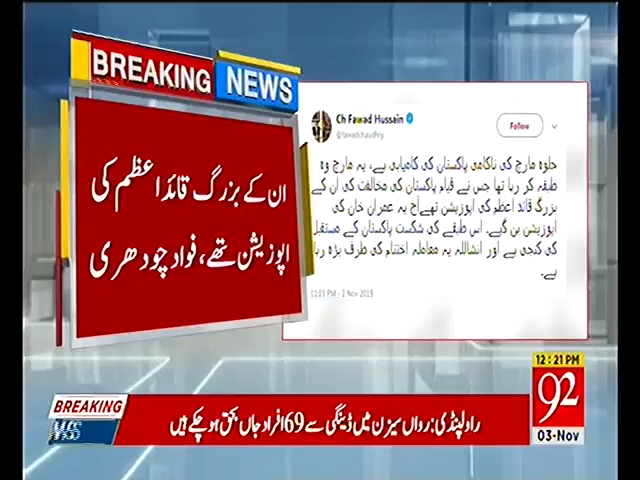 BREAKING NEWS
ان کے بزرگ قائداعظم کی
اپوزیشن تھے، فواد چودھری
Ch Fawad Hussain
@fawadchaudhry
Follow
حلوہ مارچ کی ناکامی پاکستان کی کامیابی ہے، یہ مارچ وہ
طبقہ کر رہا تھا جس نے قیام پاکستان کی مخالفت کی ان کے
بزرگ قائد اعظم کی اپوزیشن تھےآج یہ عمران خان کی
اپوزیشن بن گیے۔ اس طبقے کی شکست پاکستان کے مستقبل
کی کنجی ہے اور انشاللہ یہ معاملہ اختتام کی طرف بڑہ رہا
ہے۔
11:03 PM - 2 Nov 2019
12:21 PM
92
03-Nov
BREAKING
راولپنڈی: رواں سیزن میں ڈینگی سے 69 افراد جاں بحق ہو چکے ہیں